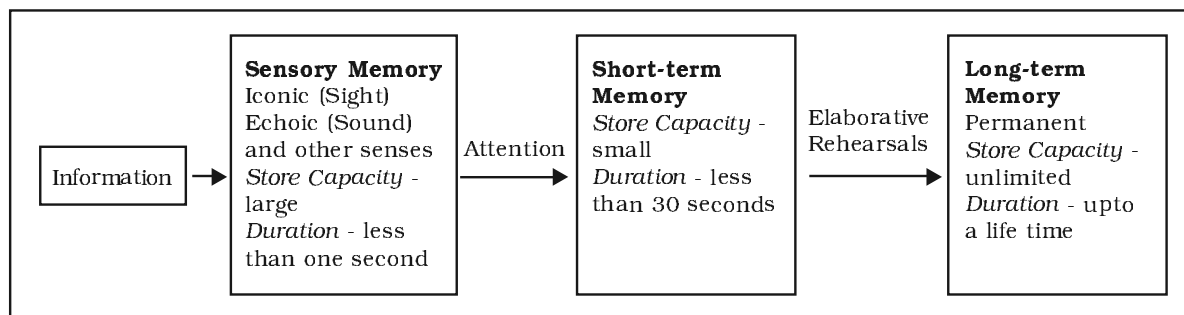 Information
Sensory Memory
Iconic (Sight)
Echoic (Sound)
and other senses
Store Capacity -
large
Duration - less
than one second
Attention
Short-term
Memory
Store Capacity -
small
Duration - less
than 30 seconds
Elaborative
Rehearsals
Long-term
Memory
Permanent
Store Capacity -
unlimited
Duration - upto
a life time